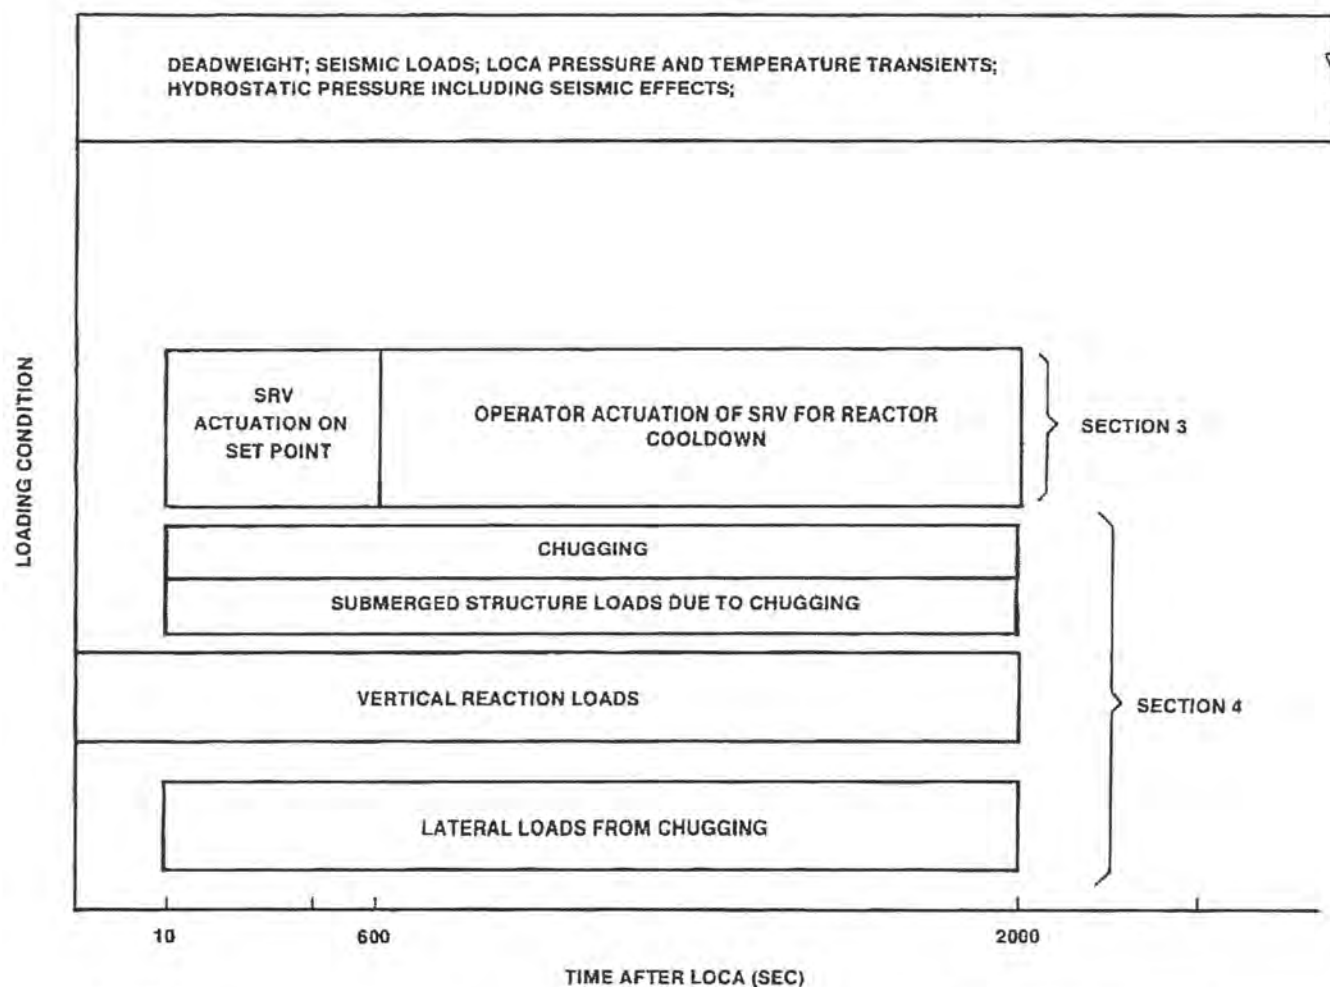 DEADWEIGHT; SEISMIC LOADS; LOCA PRESSURE AND TEMPERATURE TRANSIENTS;
HYDROSTATIC PRESSURE INCLUDING SEISMIC EFFECTS;
LOADING CONDITION
SRV
ACTUATION ON
SET POINT
OPERATOR ACTUATION OF SRV FOR REACTOR
COOLDOWN
SECTION 3
CHUGGING
SUBMERGED STRUCTURE LOADS DUE TO CHUGGING
VERTICAL REACTION LOADS
SECTION 4
LATERAL LOADS FROM CHUGGING
10 600 2000
TIME AFTER LOCA (SEC)